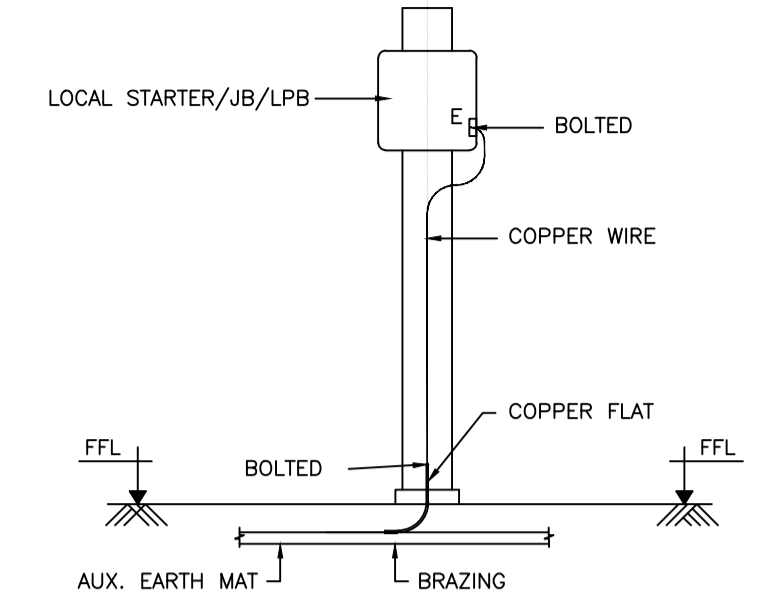 LOCAL STARTER/JB/LPB
E
BOLTED
COPPER WIRE
COPPER FLAT
FFL
FFL
BOLTED
AUX. EARTH MAT
BRAZING